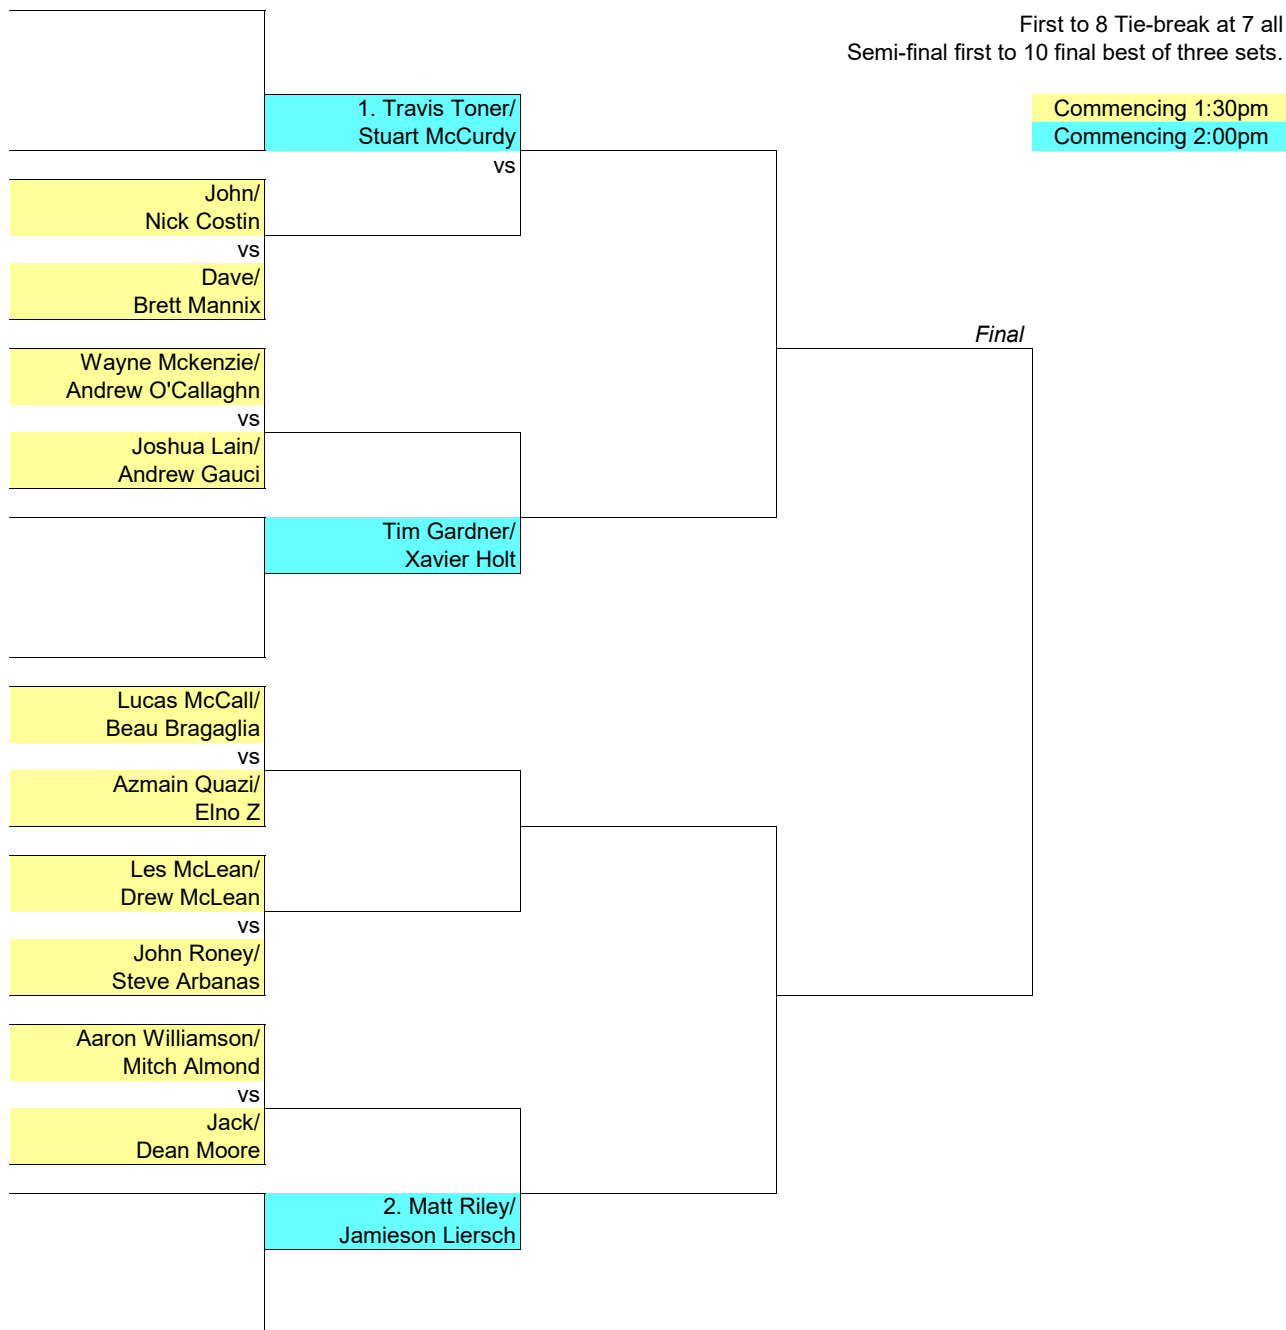 First to 8 Tie-break at 7 all
Semi-final first to 10 final best of three sets.
1. Travis Toner/
Stuart McCurdy
vs
Commencing 1:30pm
Commencing 2:00pm
John/
Nick Costin
vs
Dave/
Brett Mannix
Final
Wayne Mckenzie/
Andrew O'Callaghn
vs
Joshua Lain/
Andrew Gauci
Tim Gardner/
Xavier Holt
Lucas McCall/
Beau Bragaglia
vs
Azmain Quazi/
Elno Z
Les McLean/
Drew McLean
vs
John Roney/
Steve Arbanas
Aaron Williamson/
Mitch Almond
vs
Jack/
Dean Moore
2. Matt Riley/
Jamieson Liersch